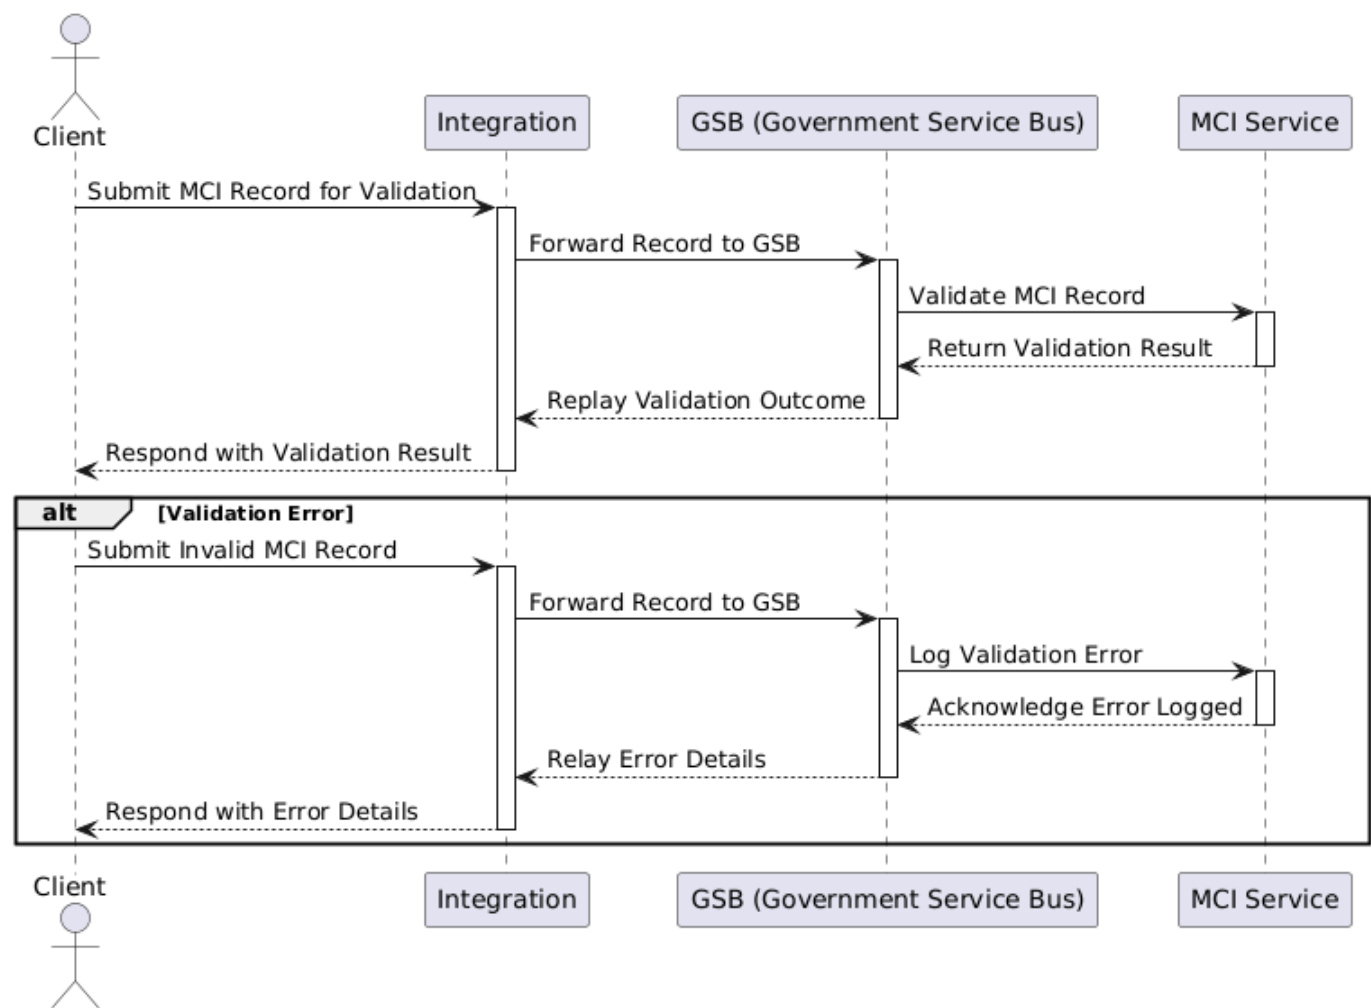 Client
Integration
GSB (Government Service Bus)
MCI Service
Submit MCI Record for Validation
Forward Record to GSB
Validate MCI Record
Return Validation Result
Replay Validation Outcome
Respond with Validation Result
alt
[Validation Error]
Submit Invalid MCI Record
Forward Record to GSB
Log Validation Error
Acknowledge Error Logged
Relay Error Details
Respond with Error Details
Client
Integration
GSB (Government Service Bus)
MCI Service